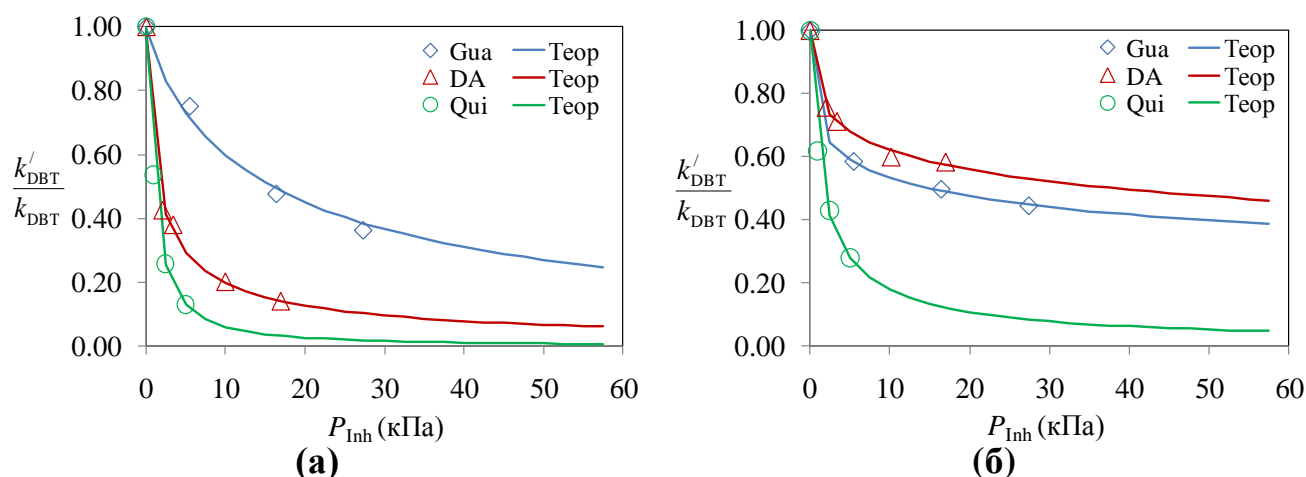 1.00
0.80
0.60
0.40
0.20
0.00
k′DBT
kDBT
Gua Теор
DA Теор
Qui Теор
0 10 20 30 40 50 60
PInh (кПа)
(а)
1.00
0.80
0.60
0.40
0.20
0.00
k′DBT
kDBT
Gua Теор
DA Теор
Qui Теор
0 10 20 30 40 50 60
PInh (кПа)
(б)